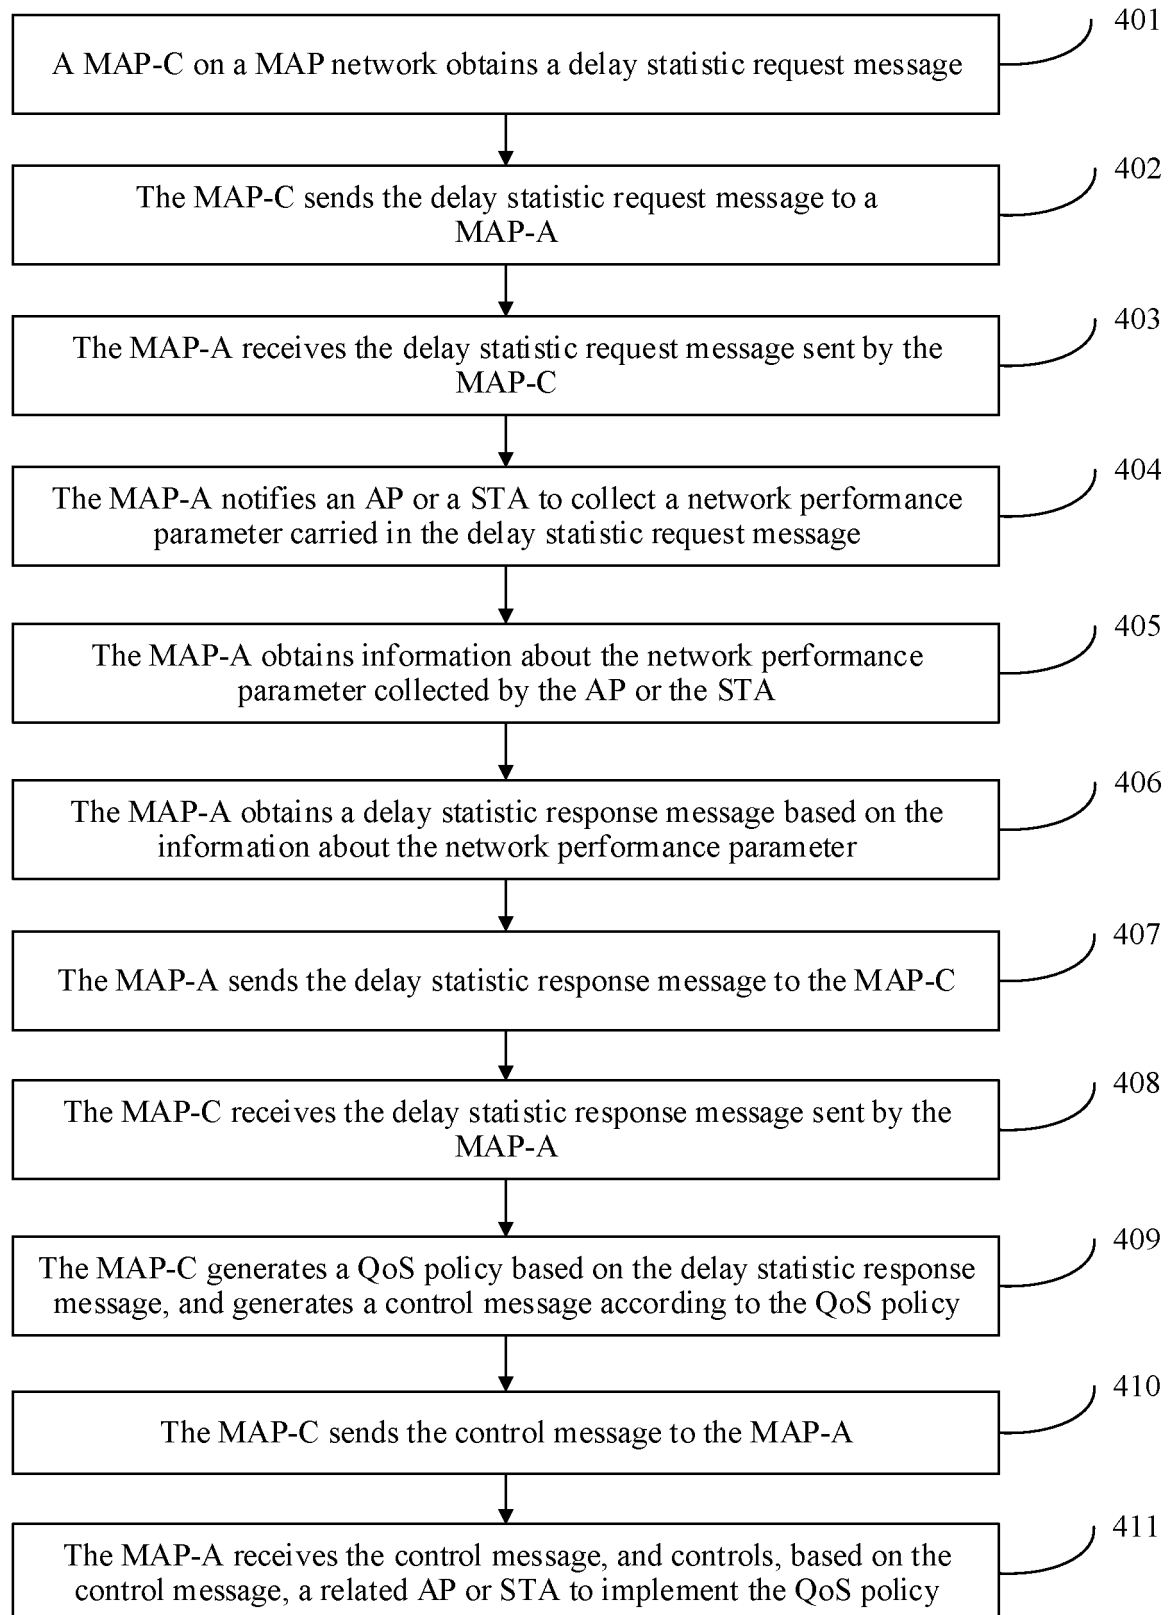 401
A MAP-C on a MAP network obtains a delay statistic request message
402
The MAP-C sends the delay statistic request message to a
MAP-A
403
The MAP-A receives the delay statistic request message sent by the
MAP-C
404
The MAP-A notifies an AP or a STA to collect a network performance
parameter carried in the delay statistic request message
405
The MAP-A obtains information about the network performance
parameter collected by the AP or the STA
406
The MAP-A obtains a delay statistic response message based on the
information about the network performance parameter
407
The MAP-A sends the delay statistic response message to the MAP-C
408
The MAP-C receives the delay statistic response message sent by the
MAP-A
409
The MAP-C generates a QoS policy based on the delay statistic response
message, and generates a control message according to the QoS policy
410
The MAP-C sends the control message to the MAP-A
411
The MAP-A receives the control message, and controls, based on the
control message, a related AP or STA to implement the QoS policy